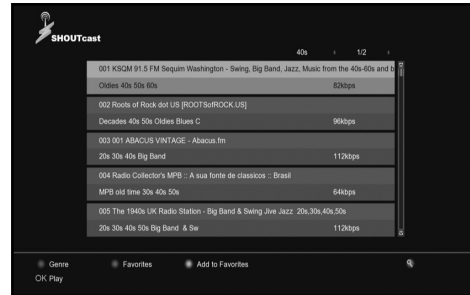 SHOUTcast
40s 1/2
001 KSQM 91.5 FM Sequim Washington - Swing, Big Band, Jazz, Music from the 40s-60s and b
Oldies 40s 50s 60s 82kbps
002 Roots of Rock dot US [ROOTSofROCK.US]
Decades 40s 50s Oldies Blues C 96kbps
003 001 ABACUS VINTAGE - Abacus.fm
20s 30s 40s Big Band 112kbps
004 Radio Collector's MPB :: A sua fonte de classicos :: Brasil
MPB old time 30s 40s 50s 64kbps
005 The 1940s UK Radio Station - Big Band & Swing Jive Jazz 20s,30s,40s,50s
20s 30s 40s 50s Big Band & Sw 112kbps
Genre Favorites Add to Favorites
OK Play